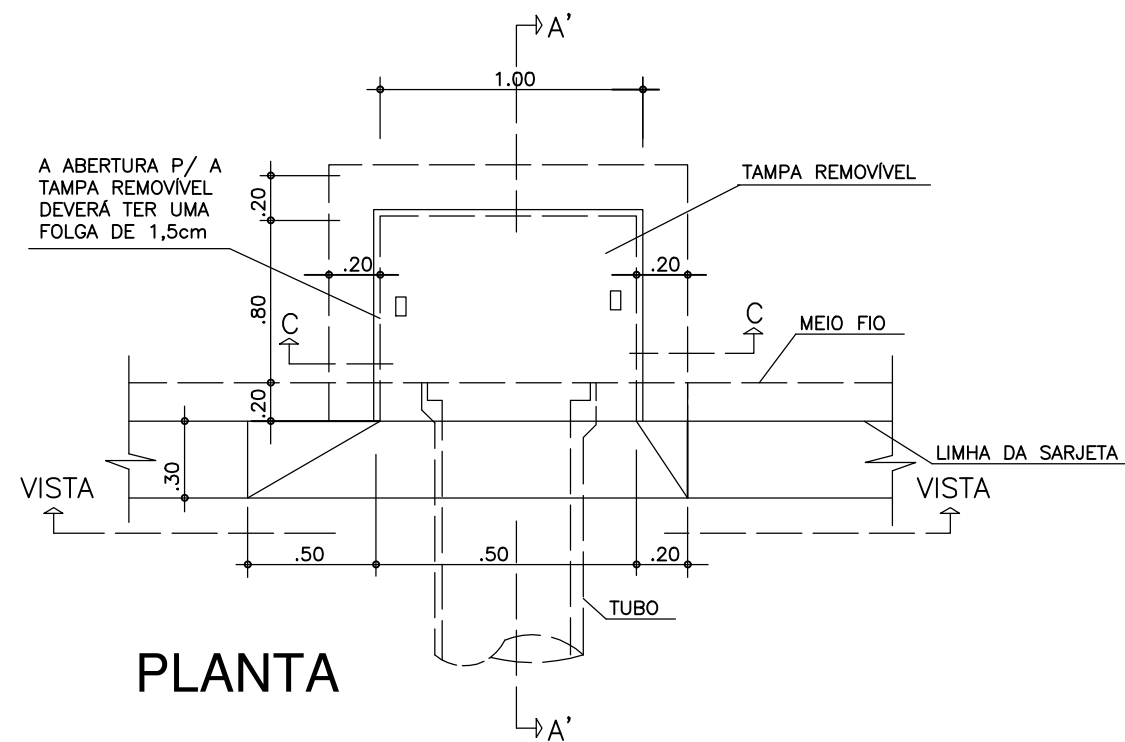 A'
1.00
A ABERTURA P/ A
TAMPA REMOVÍVEL
DEVERÁ TER UMA
FOLGA DE 1,5cm
TAMPA REMOVÍVEL
.20
.20
.20
.80
C
C
MEIO FIO
.20
.30
LIMHA DA SARJETA
VISTA
VISTA
.50
.50
.20
TUBO
PLANTA
A'